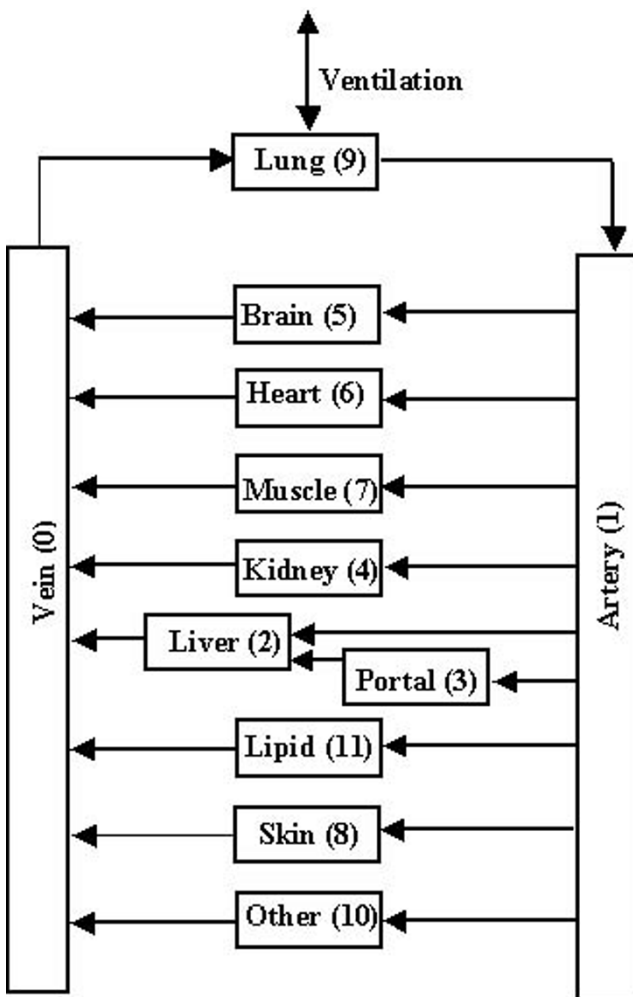 Ventilation
Lung (9)
Brain (5)
Heart (6)
Muscle (7)
Kidney (4)
Vein (0)
Artery (1)
Liver (2)
Portal (3)
Lipid (11)
Skin (8)
Other (10)